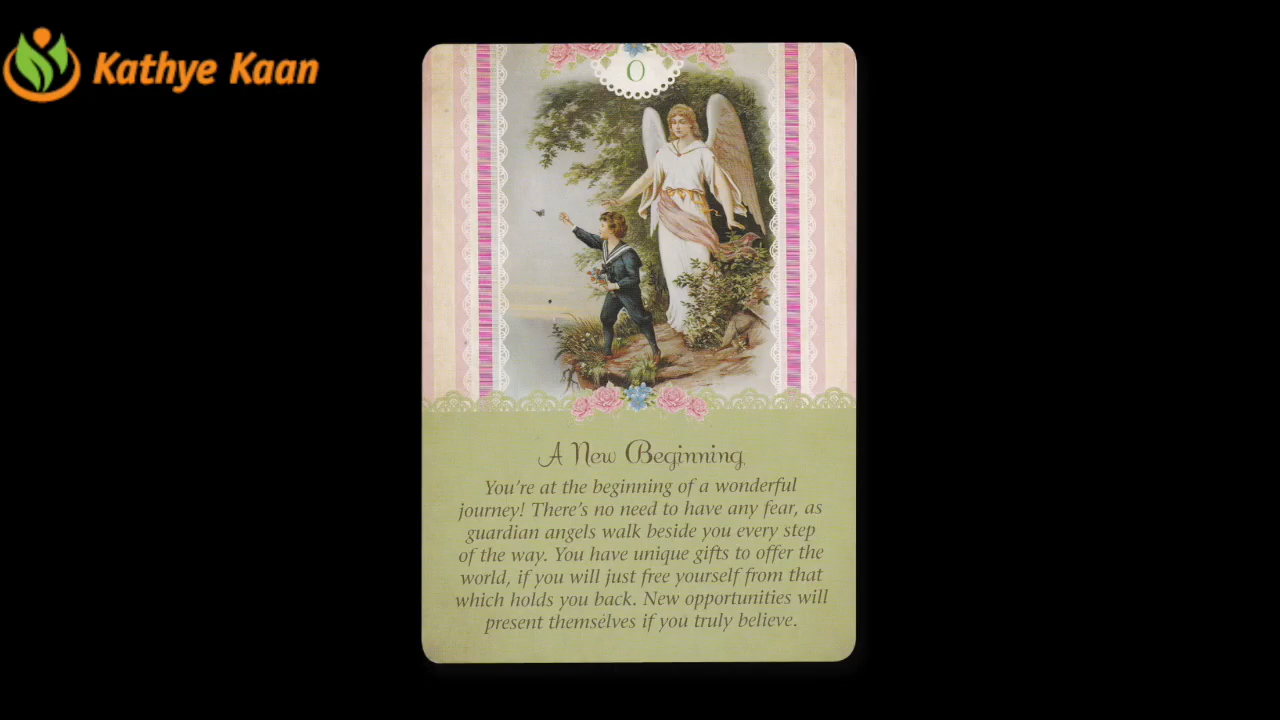 Kathye Kaan
0
A New Beginning
You're at the beginning of a wonderful
journey! There's no need to have any fear, as
guardian angels walk beside you every step
of the way. You have unique gifts to offer the
world, if you will just free yourself from that
which holds you back. New opportunities will
present themselves if you truly believe.